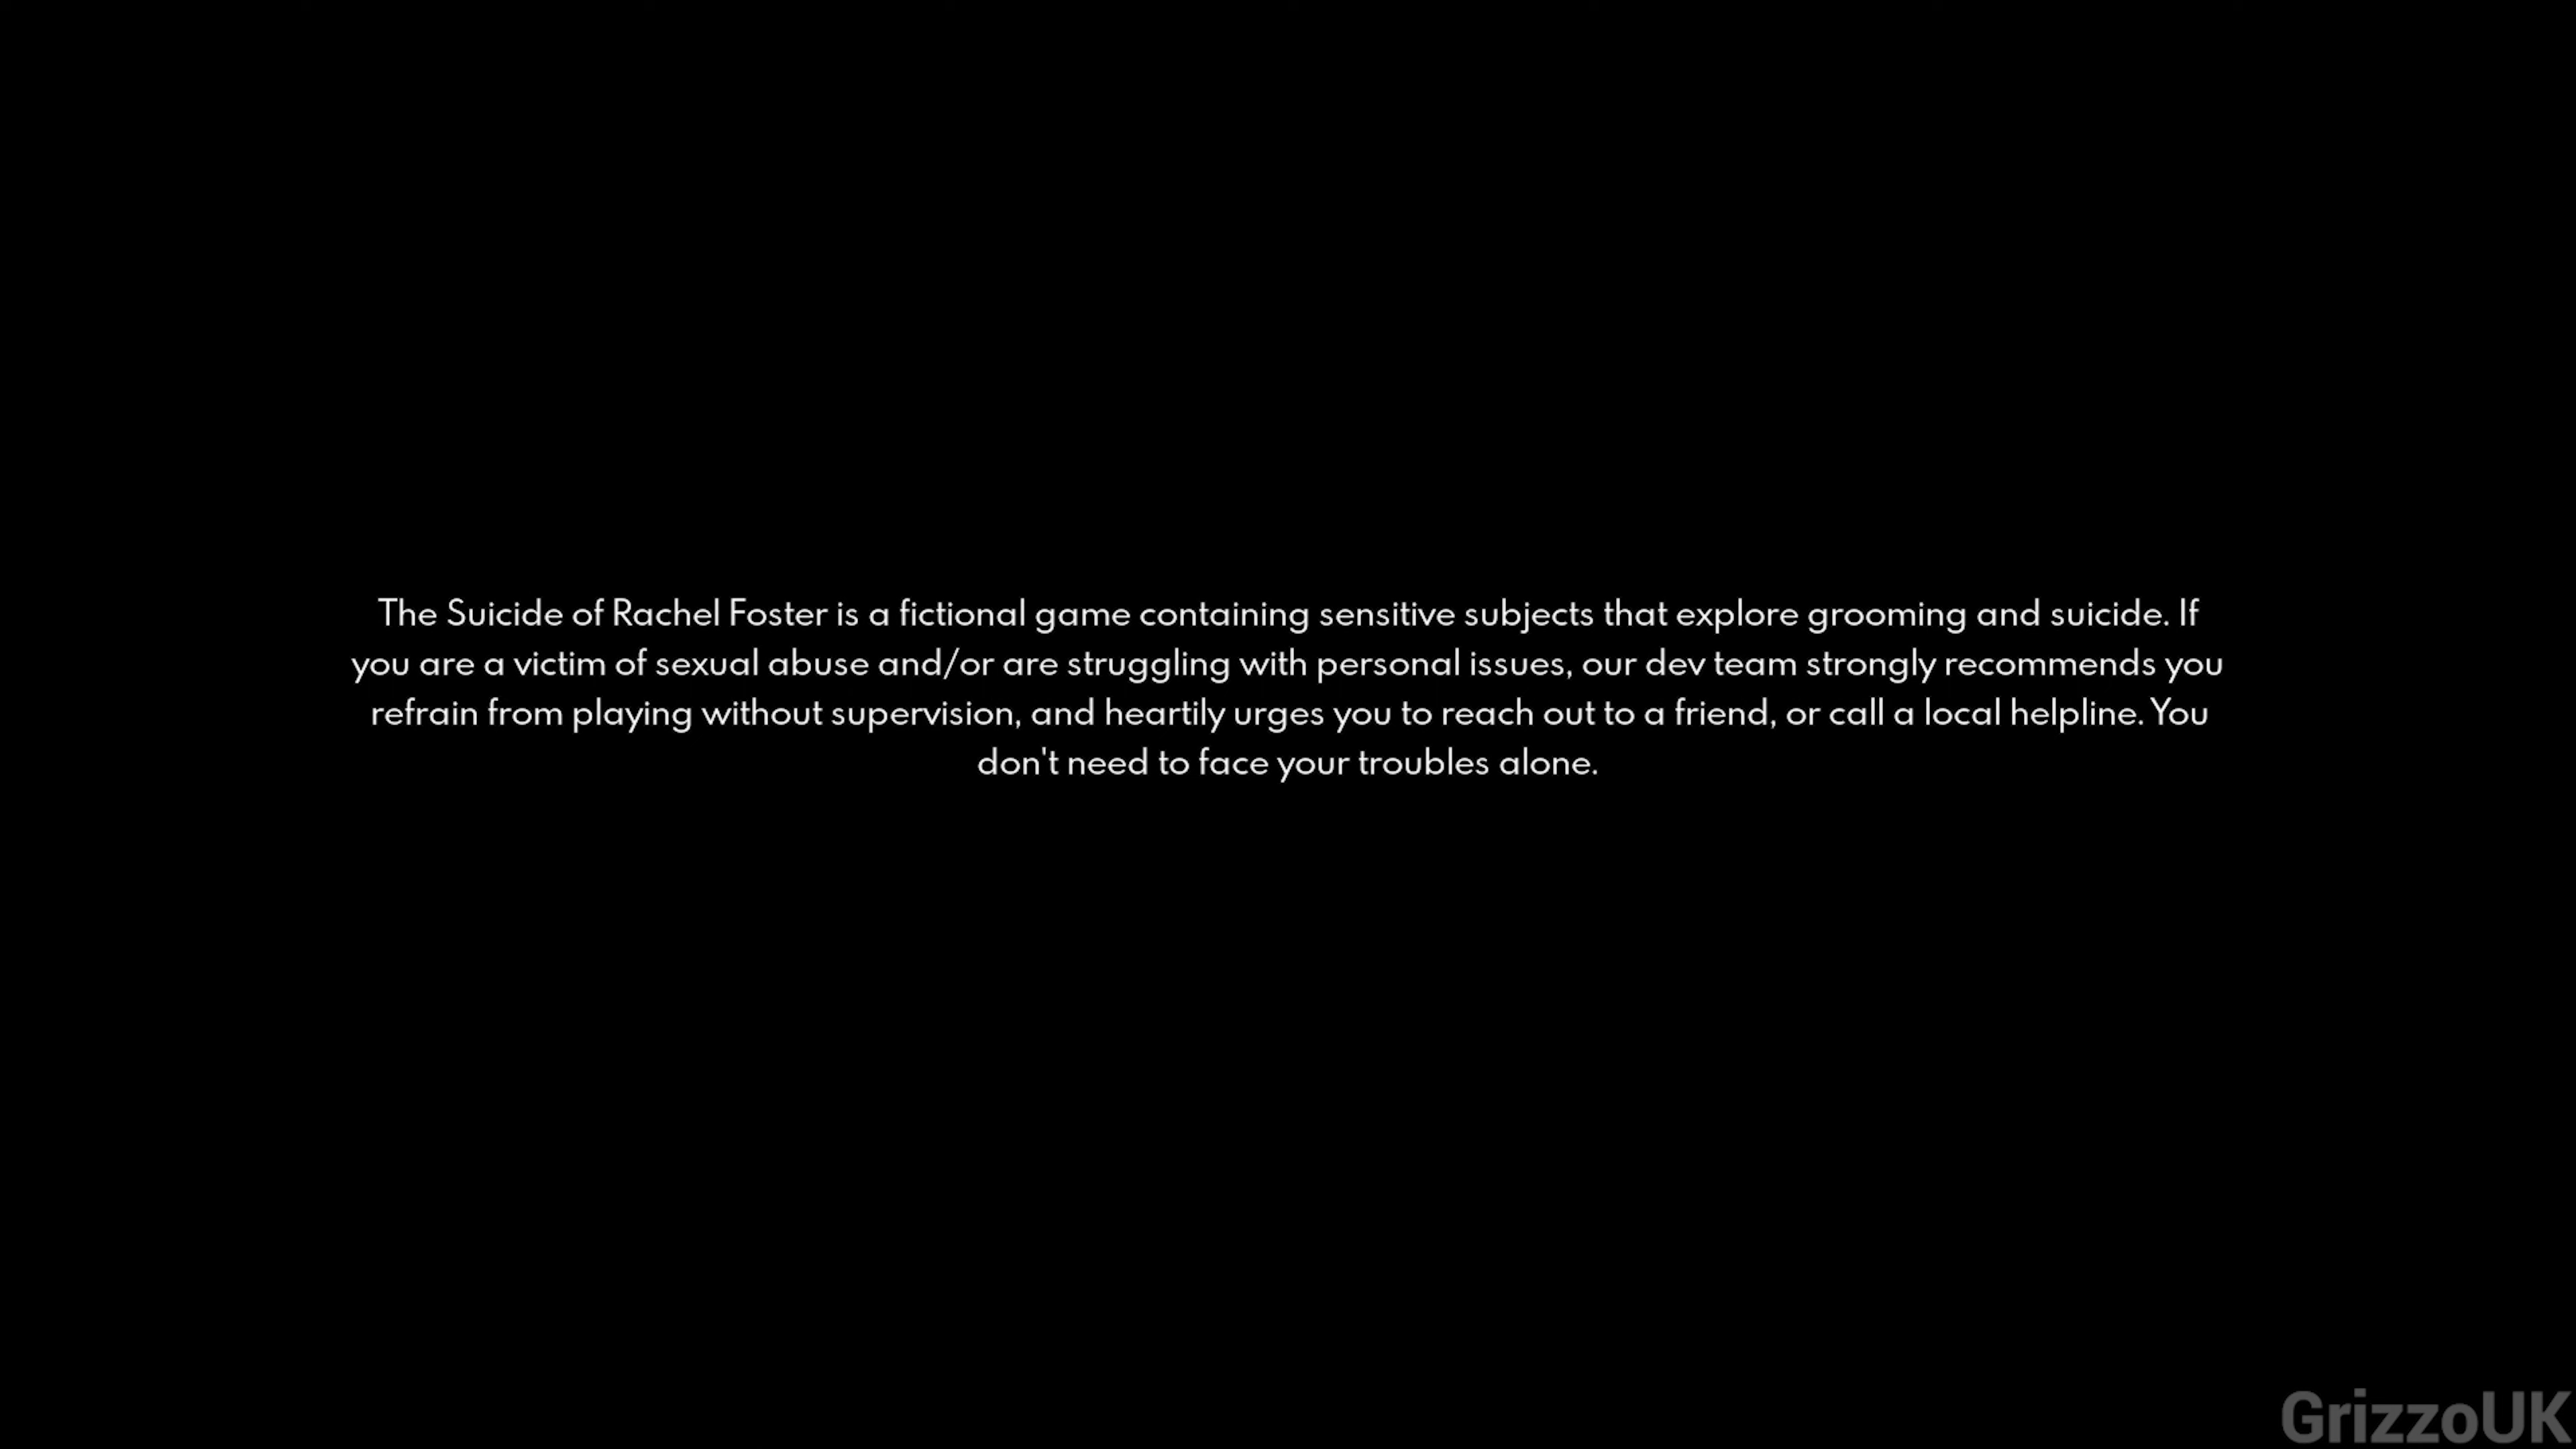 The Suicide of Rachel Foster is a fictional game containing sensitive subjects that explore grooming and suicide. If
you are a victim of sexual abuse and/or are struggling with personal issues, our dev team strongly recommends you
refrain from playing without supervision, and heartily urges you to reach out to a friend, or call a local helpline. You
don't need to face your troubles alone.
GrizzoUK